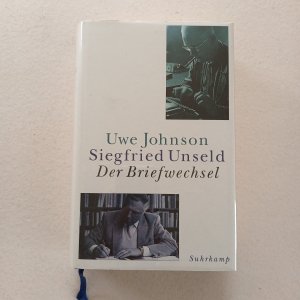 Uwe Johnson
Siegfried Unseld
Der Briefwechsel
Suhrkamp